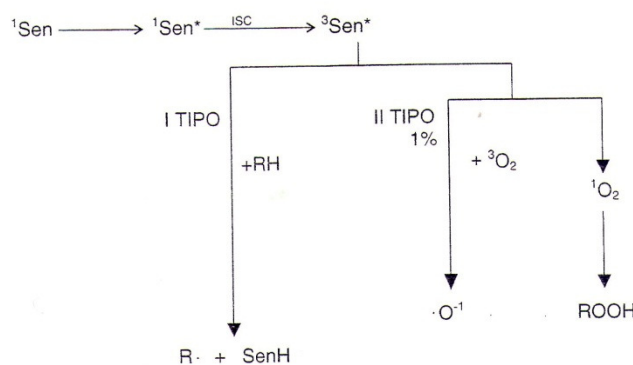 ¹Sen ¹Sen* ISC ³Sen*
I TIPO II TIPO
1%
+RH + ³O₂
¹O₂
·O⁻¹ ROOH
R· + SenH